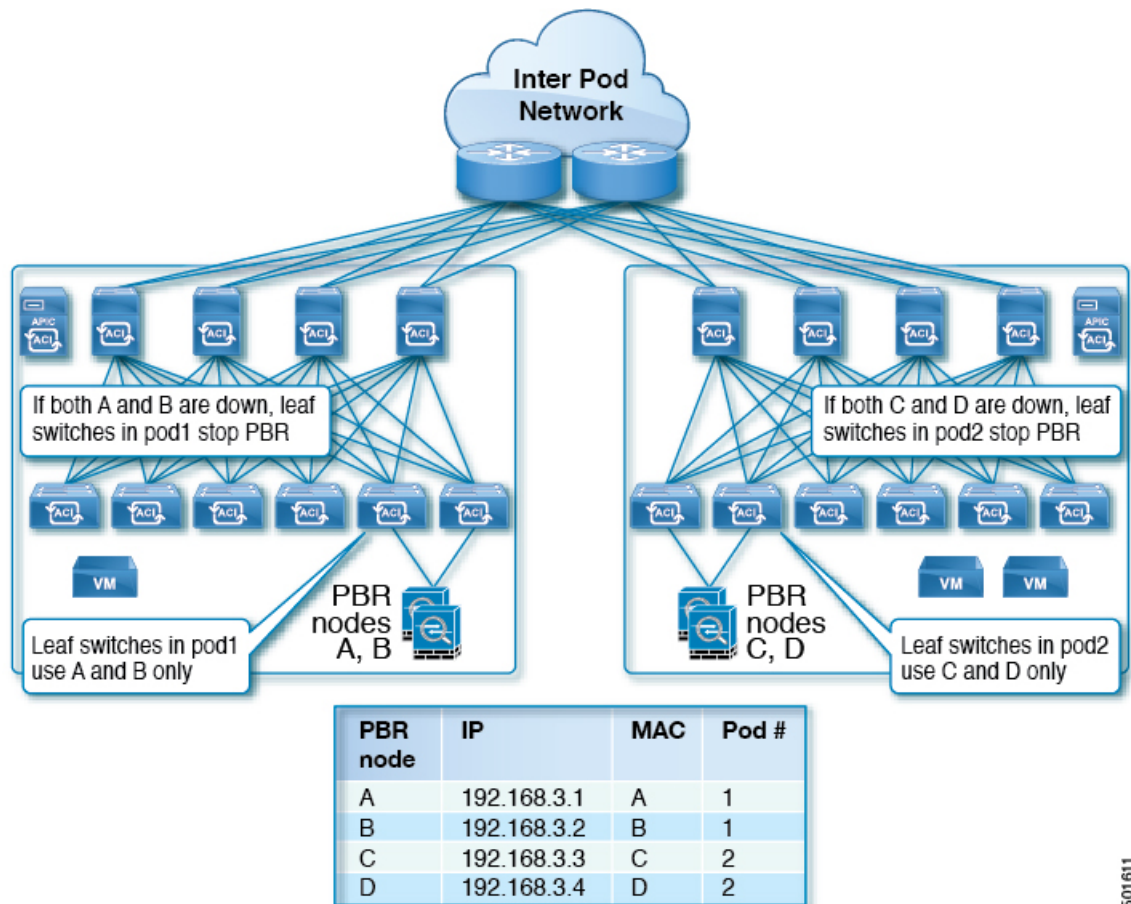 Inter Pod
Network
APIC
ACI
ACI
ACI
ACI
ACI
ACI
ACI
ACI
ACI
APIC
ACI
If both A and B are down, leaf
switches in pod1 stop PBR
If both C and D are down, leaf
switches in pod2 stop PBR
ACI
ACI
ACI
ACI
ACI
ACI
ACI
ACI
ACI
ACI
ACI
ACI
VM
PBR
nodes
A, B
PBR
nodes
C, D
VM
VM
Leaf switches in pod1
use A and B only
Leaf switches in pod2
use C and D only
PBR node IP MAC Pod #
A 192.168.3.1 A 1
B 192.168.3.2 B 1
C 192.168.3.3 C 2
D 192.168.3.4 D 2
501611